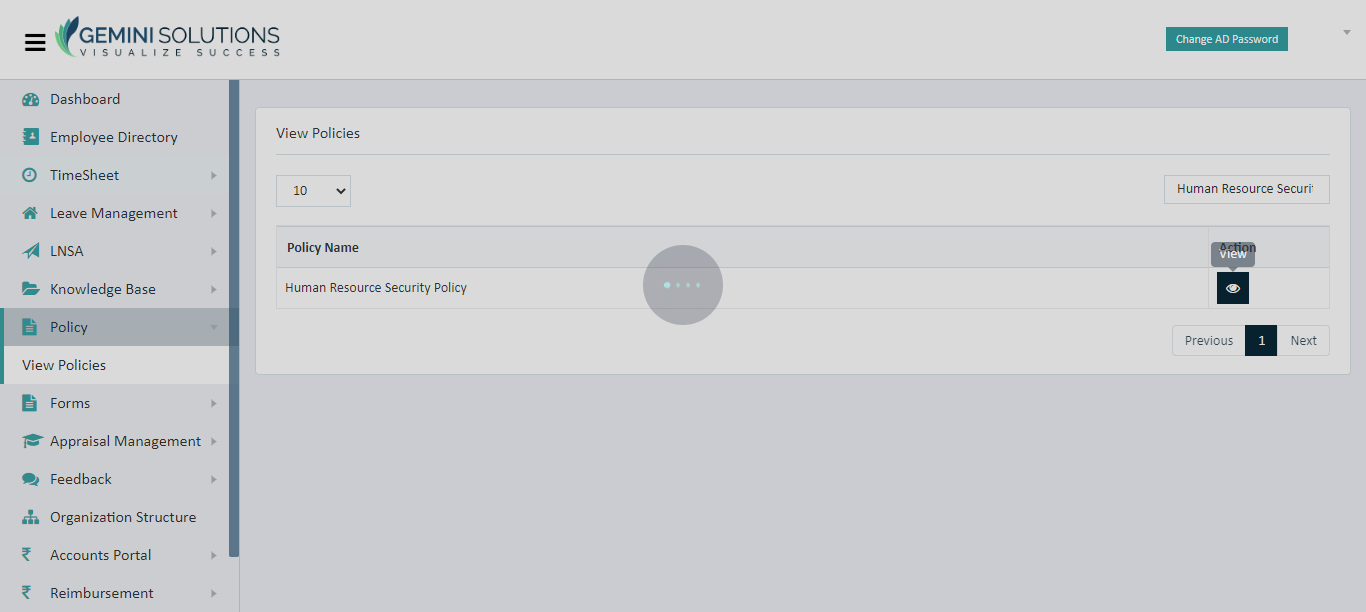 GEMINI SOLUTIONS
VISUALIZE SUCCESS
Change AD Password
Dashboard
Employee Directory
TimeSheet
Leave Management
LNSA
Knowledge Base
Policy
View Policies
Forms
Appraisal Management
Feedback
Organization Structure
Accounts Portal
Reimbursement
View Policies
10
Human Resource Securit
Policy Name
Action
View
Human Resource Security Policy
Previous
1
Next